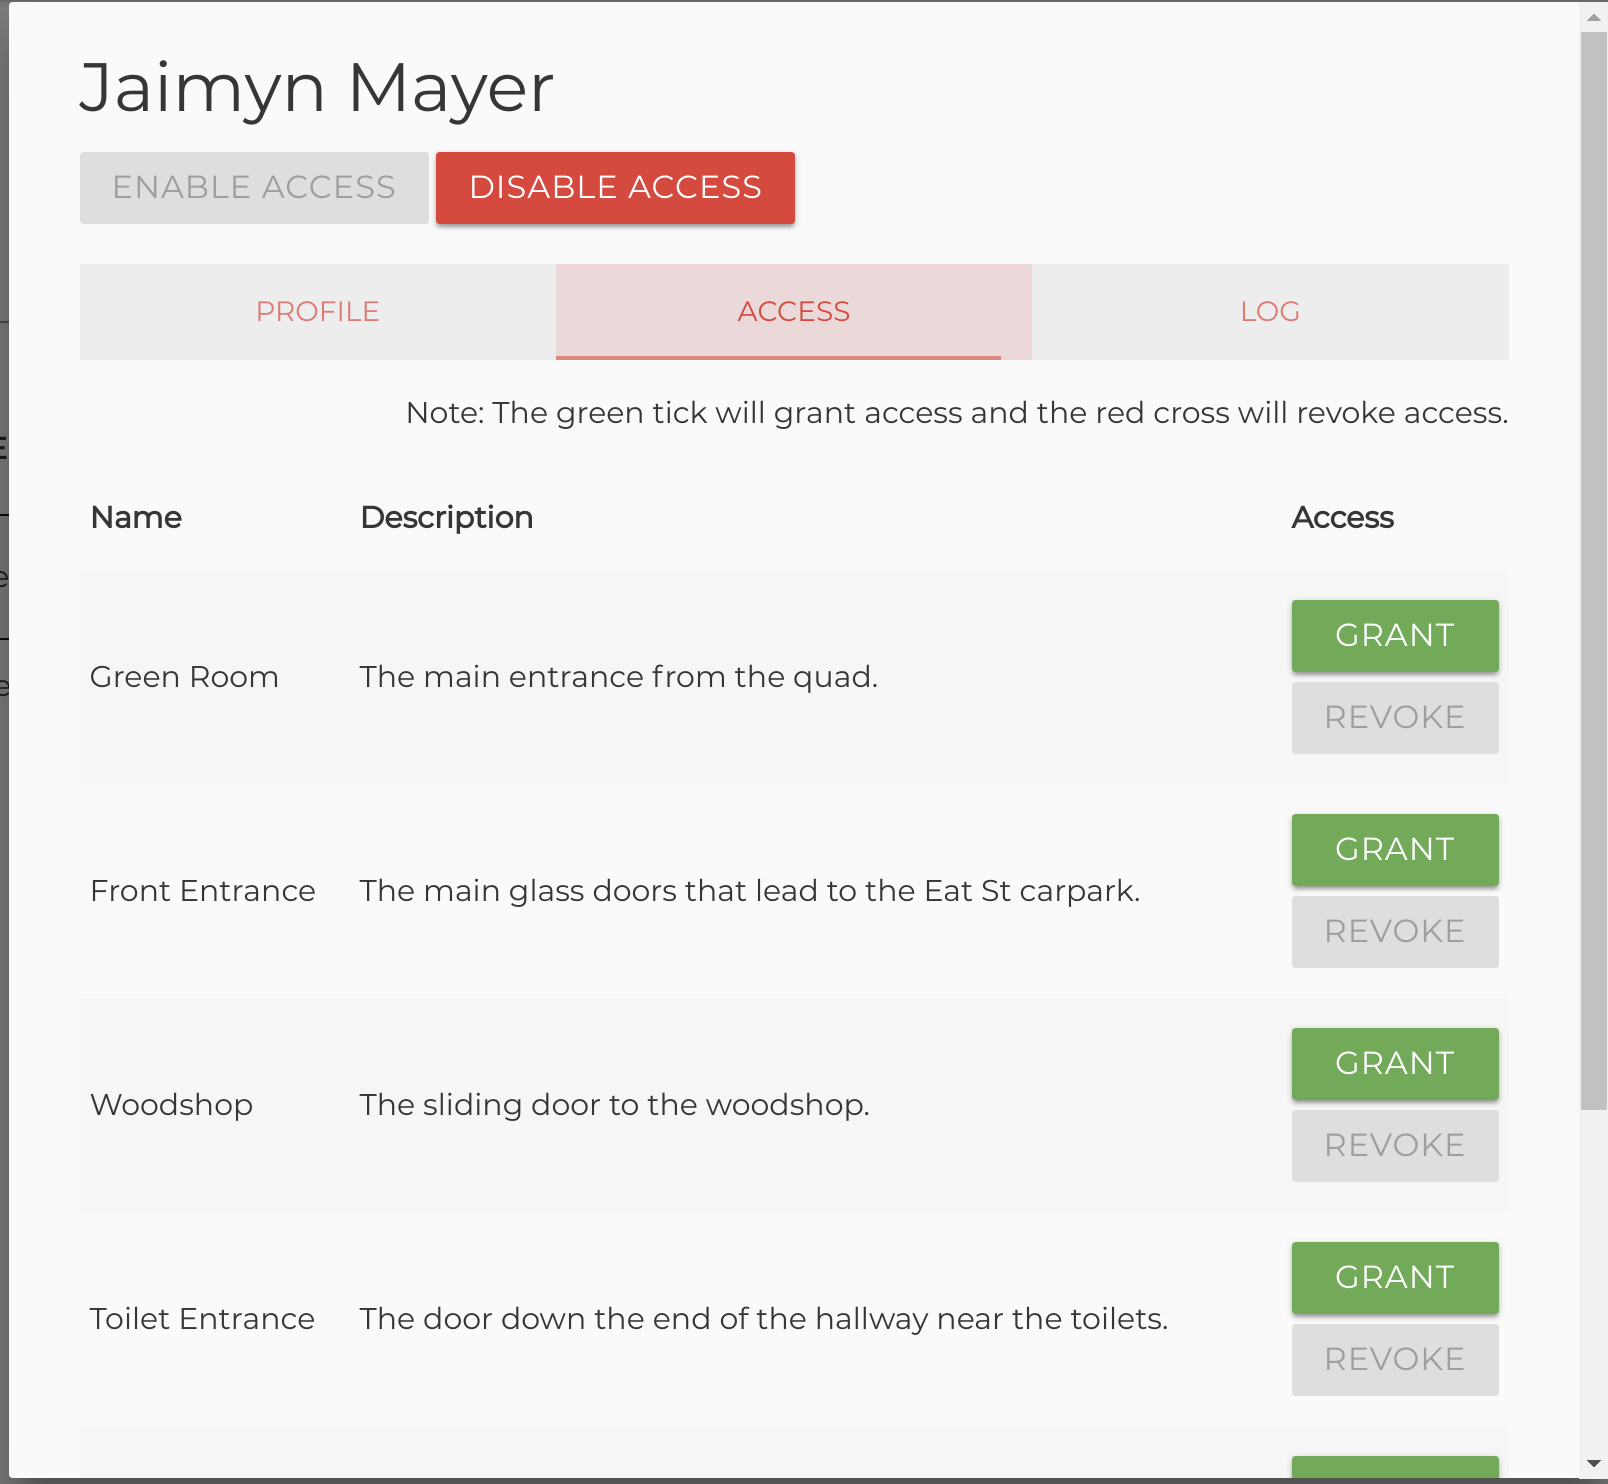 Jaimyn Mayer
ENABLE ACCESS DISABLE ACCESS
PROFILE ACCESS LOG
Note: The green tick will grant access and the red cross will revoke access.
Name Description Access
GRANT
Green Room The main entrance from the quad.
REVOKE
GRANT
Front Entrance The main glass doors that lead to the Eat St carpark.
REVOKE
GRANT
Woodshop The sliding door to the woodshop.
REVOKE
GRANT
Toilet Entrance The door down the end of the hallway near the toilets.
REVOKE